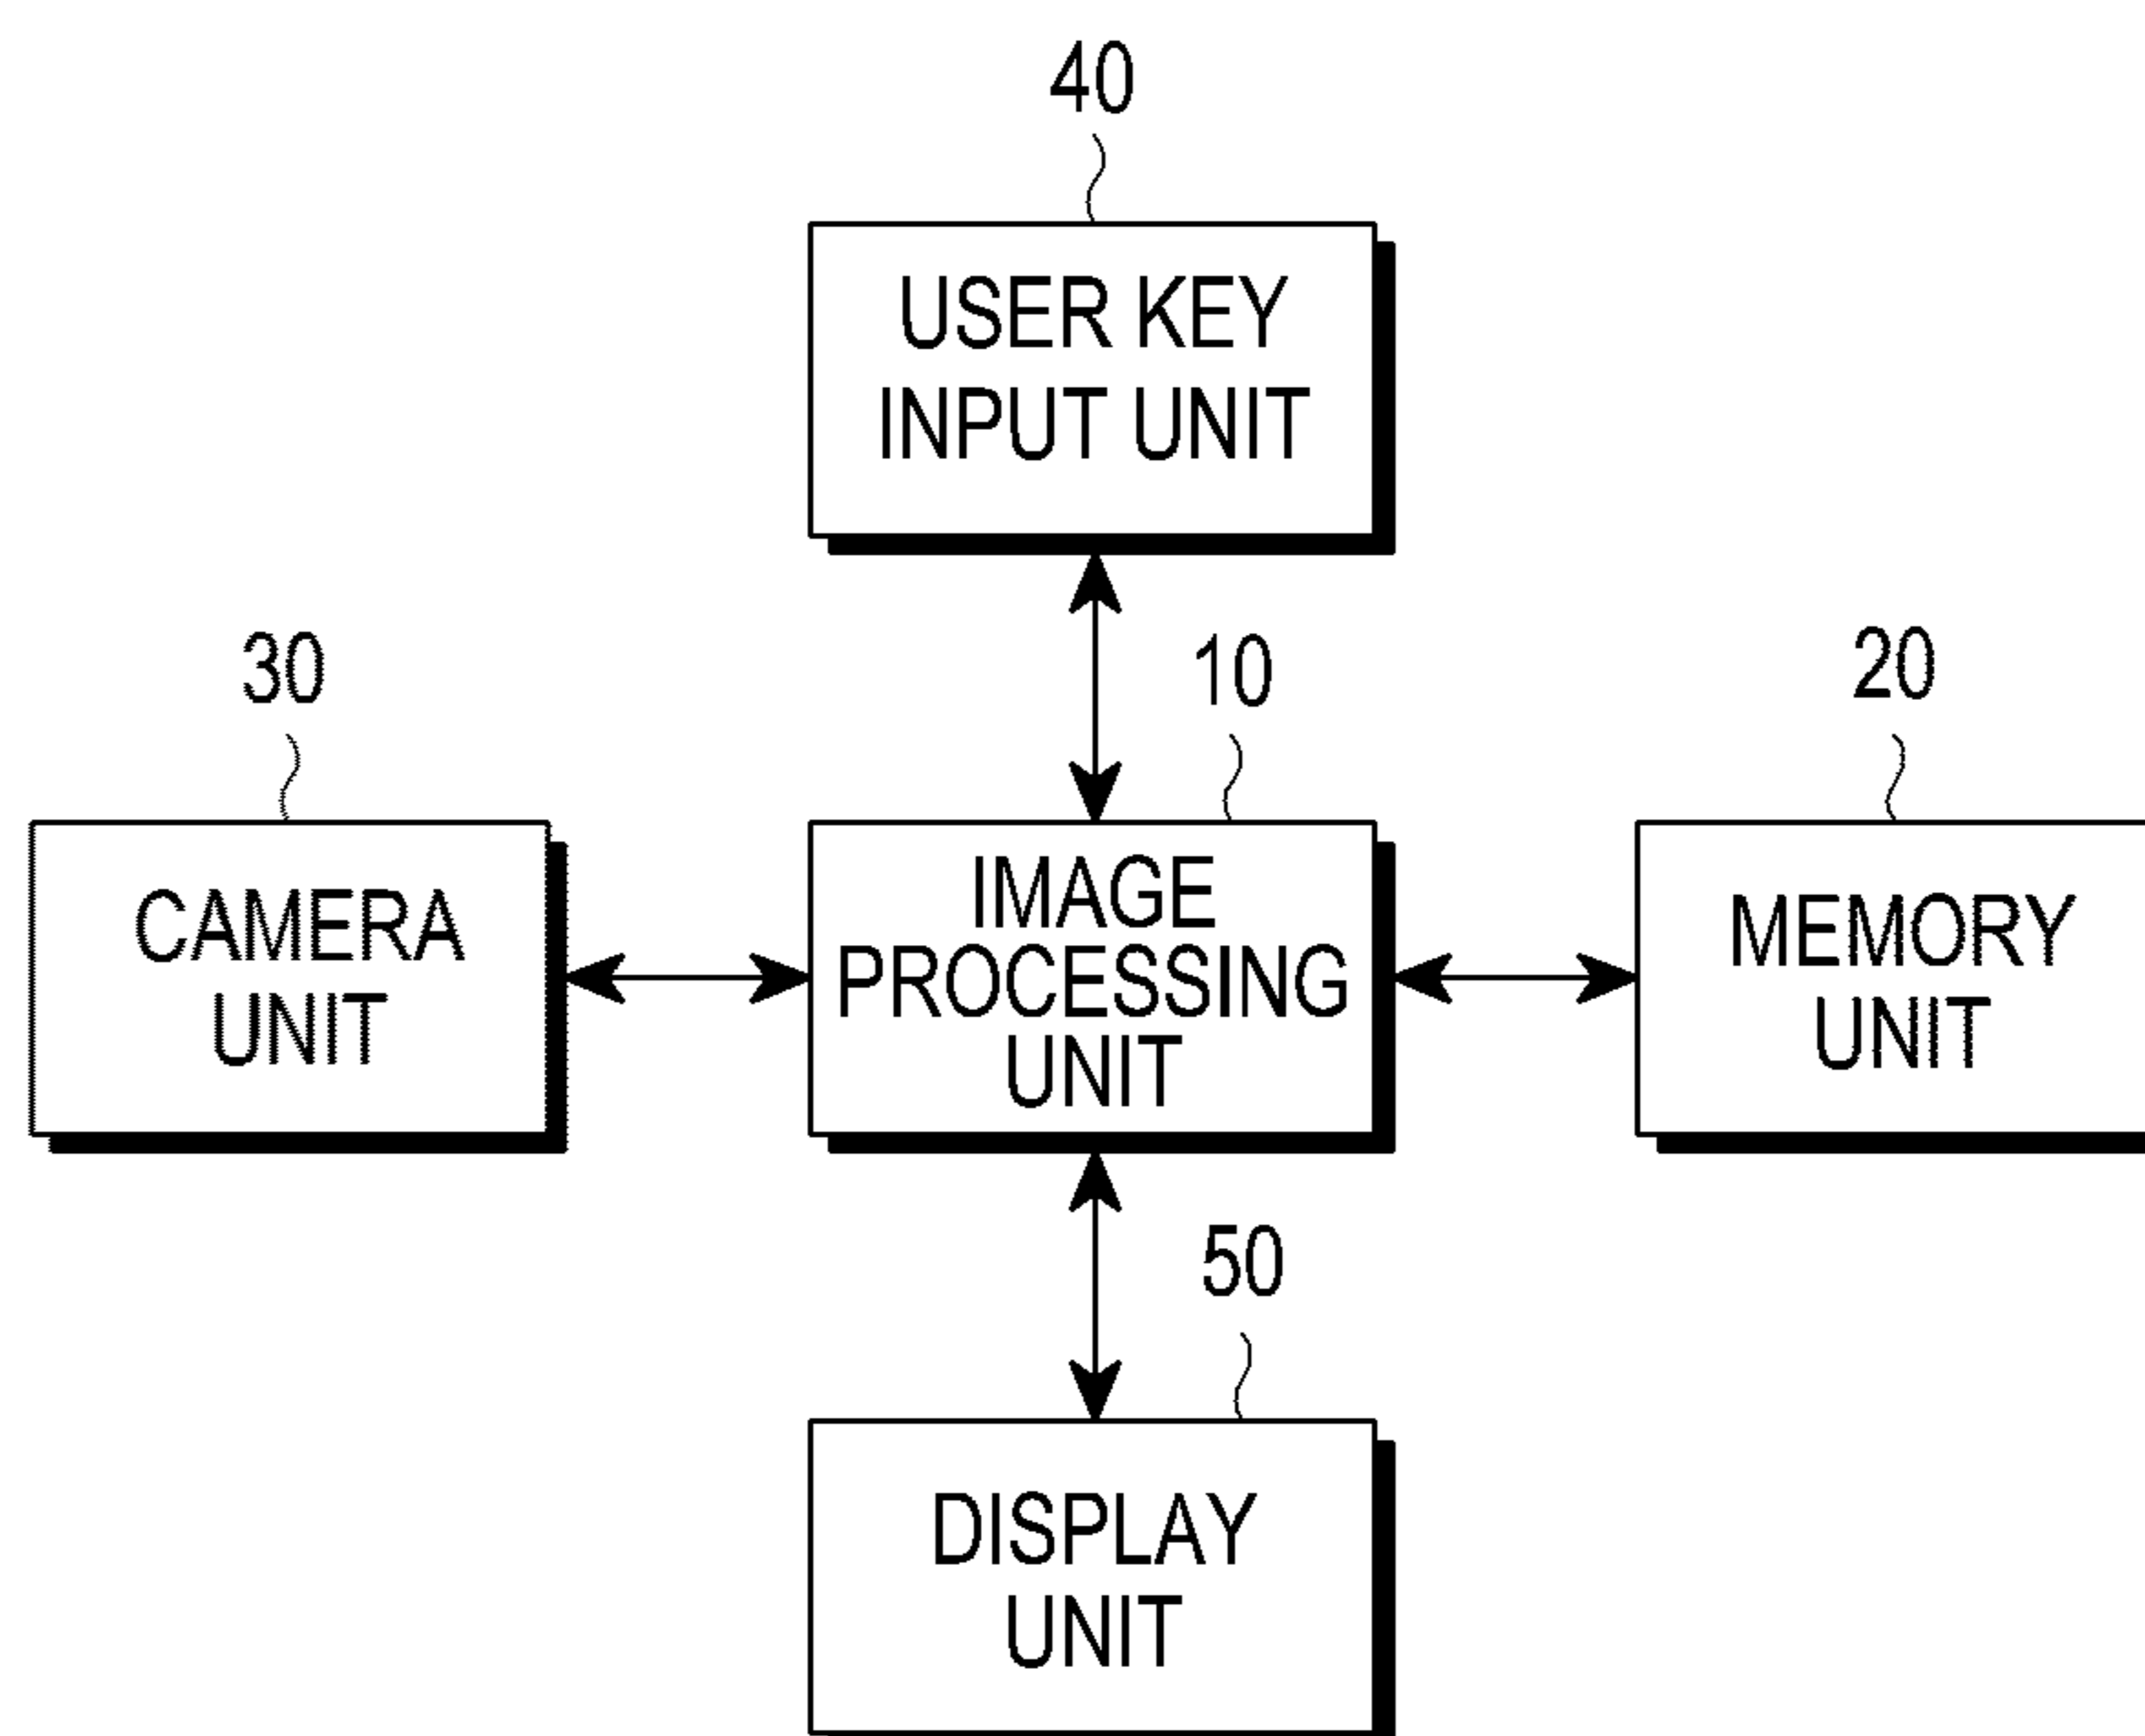 40
USER KEY
INPUT UNIT
30
10
20
CAMERA
UNIT
IMAGE
PROCESSING
UNIT
MEMORY
UNIT
50
DISPLAY
UNIT